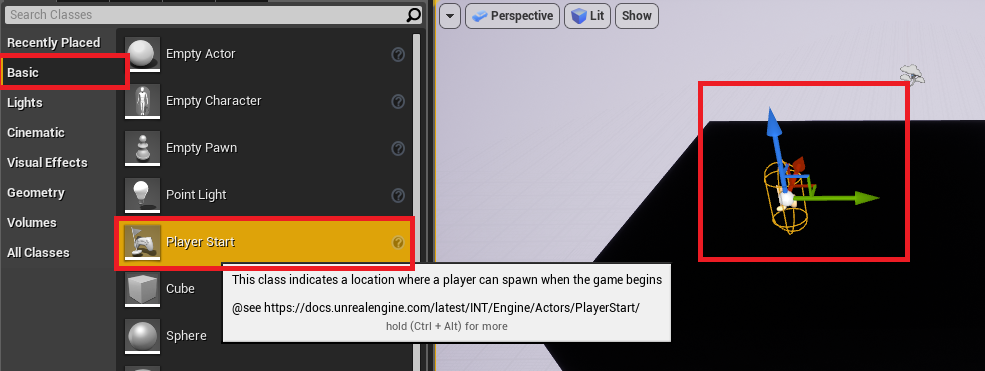 Search Classes
Perspective
Lit
Show
Recently Placed
Basic
Lights
Cinematic
Visual Effects
Geometry
Volumes
All Classes
Empty Actor
Empty Character
Empty Pawn
Point Light
Player Start
Cube
Sphere
This class indicates a location where a player can spawn when the game begins
@see https://docs.unrealengine.com/latest/INT/Engine/Actors/PlayerStart/
hold (Ctrl + Alt) for more